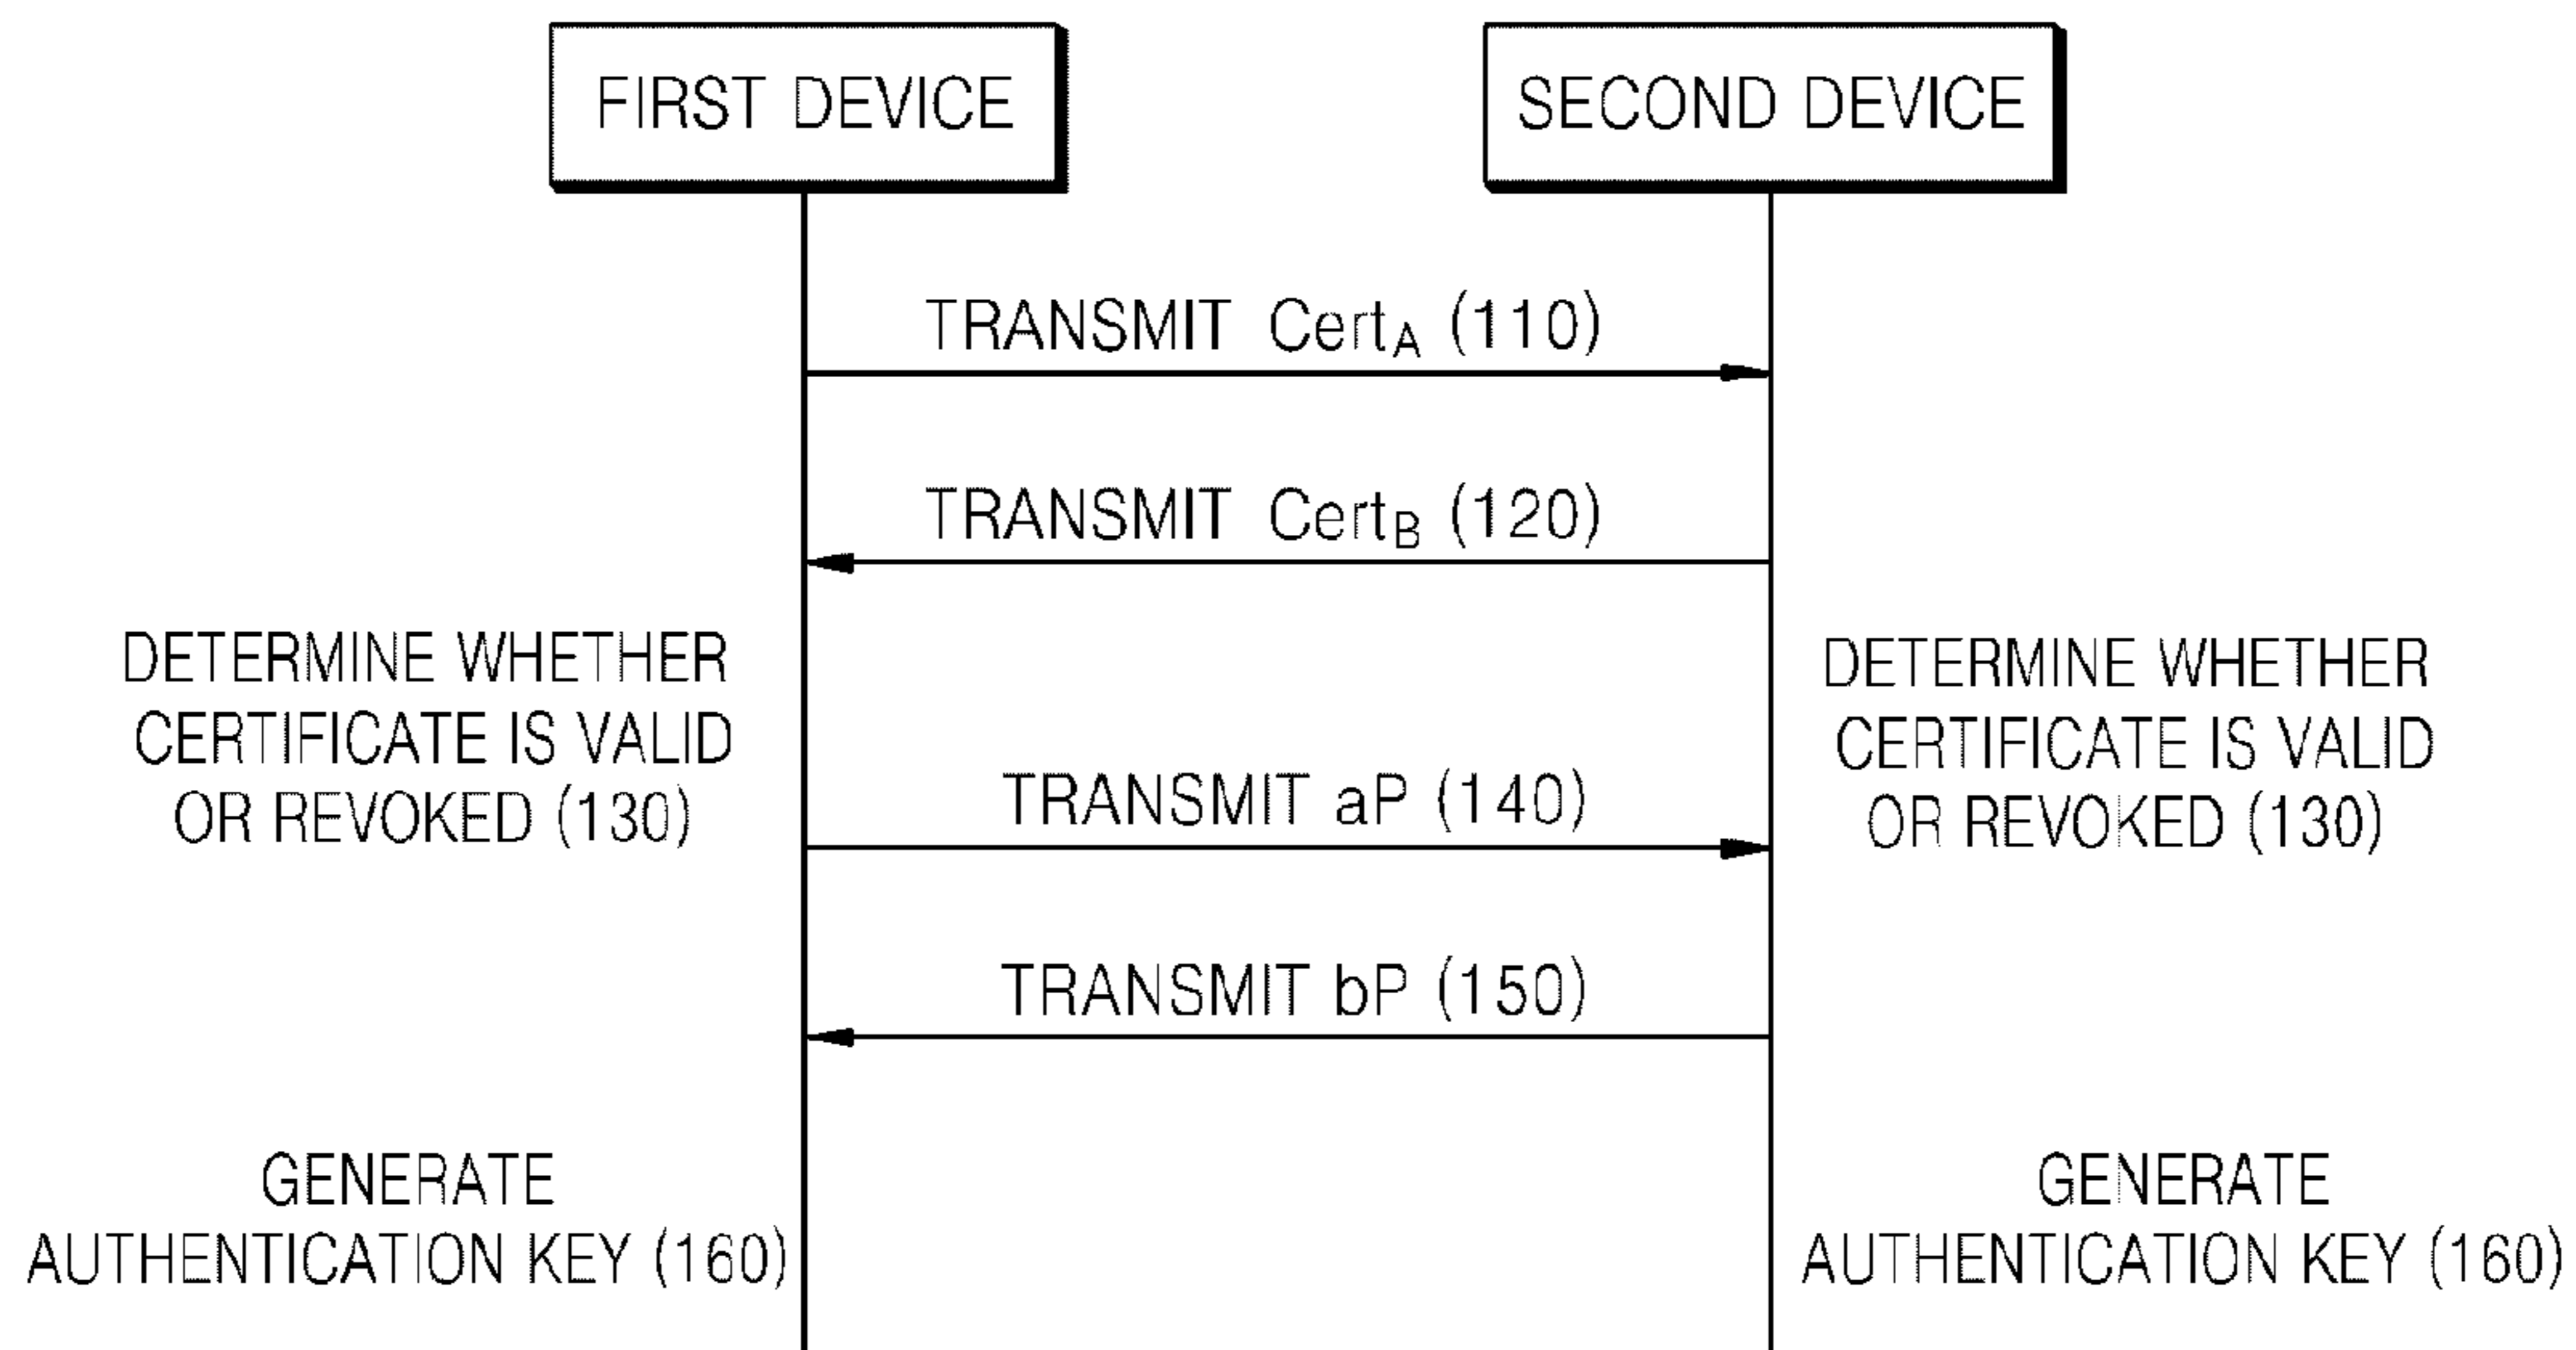 FIRST DEVICE
SECOND DEVICE
TRANSMIT CertA (110)
TRANSMIT CertB (120)
DETERMINE WHETHER
CERTIFICATE IS VALID
OR REVOKED (130)
DETERMINE WHETHER
CERTIFICATE IS VALID
OR REVOKED (130)
TRANSMIT aP (140)
TRANSMIT bP (150)
GENERATE
AUTHENTICATION KEY (160)
GENERATE
AUTHENTICATION KEY (160)